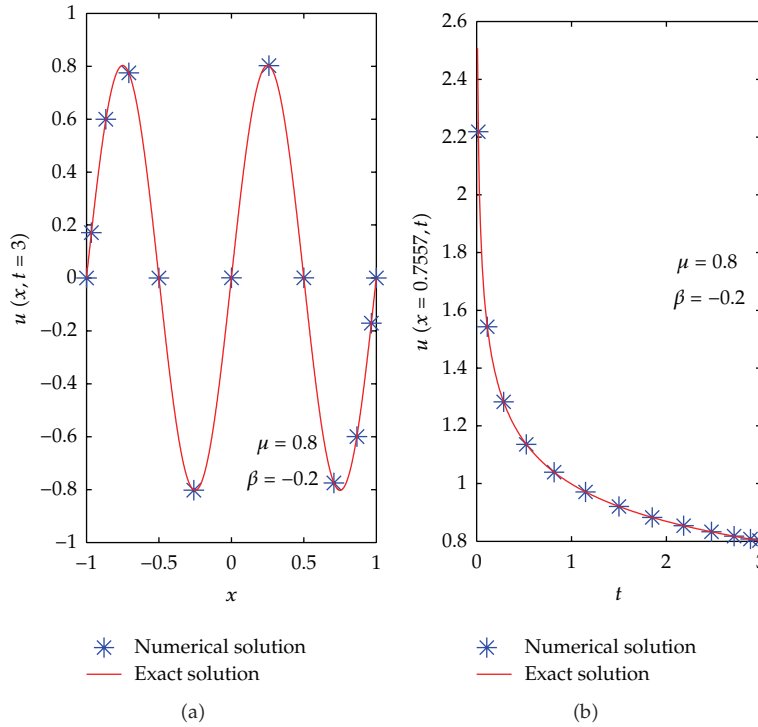 1
0.8
0.6
0.4
0.2
0
−0.2
−0.4
−0.6
−0.8
−1
−1 −0.5 0 0.5 1
u (x, t = 3)
x
μ = 0.8
β = −0.2
Numerical solution
Exact solution
(a)
2.6
2.4
2.2
2
1.8
1.6
1.4
1.2
1
0.8
0 1 2 3
u (x = 0.7557, t)
t
μ = 0.8
β = −0.2
Numerical solution
Exact solution
(b)